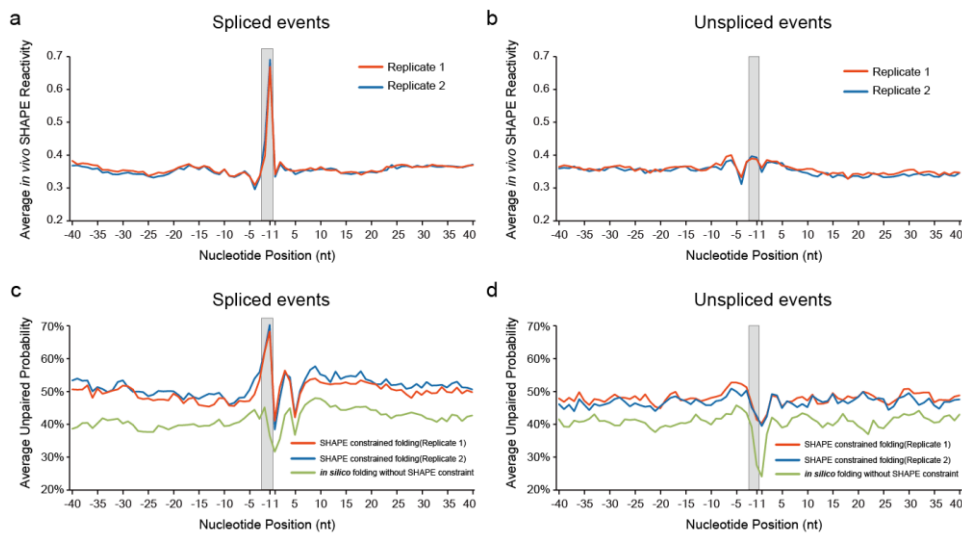 a
Spliced events
Average in vivo SHAPE Reactivity
0.7
0.6
0.5
0.4
0.3
0.2
Replicate 1
Replicate 2
-40 -35 -30 -25 -20 -15 -10 -5 -1 1 5 10 15 20 25 30 35 40
Nucleotide Position (nt)
b
Unspliced events
Average in vivo SHAPE Reactivity
0.7
0.6
0.5
0.4
0.3
0.2
Replicate 1
Replicate 2
-40 -35 -30 -25 -20 -15 -10 -5 -1 1 5 10 15 20 25 30 35 40
Nucleotide Position (nt)
c
Spliced events
Average Unpaired Probability
70%
60%
50%
40%
30%
20%
SHAPE constrained folding(Replicate 1)
SHAPE constrained folding(Replicate 2)
in silico folding without SHAPE constraint
-40 -35 -30 -25 -20 -15 -10 -5 -1 1 5 10 15 20 25 30 35 40
Nucleotide Position (nt)
d
Unspliced events
Average Unpaired Probability
70%
60%
50%
40%
30%
20%
SHAPE constrained folding(Replicate 1)
SHAPE constrained folding(Replicate 2)
in silico folding without SHAPE constraint
-40 -35 -30 -25 -20 -15 -10 -5 -1 1 5 10 15 20 25 30 35 40
Nucleotide Position (nt)